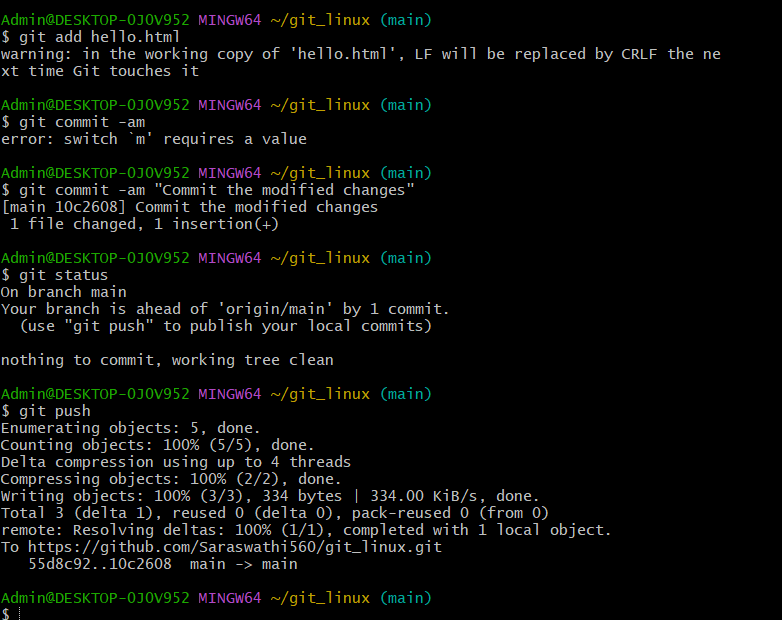 Admin@DESKTOP-0J0V952 MINGW64 ~/git_linux (main)
$ git add hello.html
warning: in the working copy of 'hello.html', LF will be replaced by CRLF the ne
xt time Git touches it
Admin@DESKTOP-0J0V952 MINGW64 ~/git_linux (main)
$ git commit -am
error: switch `m' requires a value
Admin@DESKTOP-0J0V952 MINGW64 ~/git_linux (main)
$ git commit -am "Commit the modified changes"
[main 10c2608] Commit the modified changes
 1 file changed, 1 insertion(+)
Admin@DESKTOP-0J0V952 MINGW64 ~/git_linux (main)
$ git status
On branch main
Your branch is ahead of 'origin/main' by 1 commit.
  (use "git push" to publish your local commits)
nothing to commit, working tree clean
Admin@DESKTOP-0J0V952 MINGW64 ~/git_linux (main)
$ git push
Enumerating objects: 5, done.
Counting objects: 100% (5/5), done.
Delta compression using up to 4 threads
Compressing objects: 100% (2/2), done.
Writing objects: 100% (3/3), 334 bytes | 334.00 KiB/s, done.
Total 3 (delta 1), reused 0 (delta 0), pack-reused 0 (from 0)
remote: Resolving deltas: 100% (1/1), completed with 1 local object.
To https://github.com/Saraswathi560/git_linux.git
   55d8c92..10c2608  main -> main
Admin@DESKTOP-0J0V952 MINGW64 ~/git_linux (main)
$